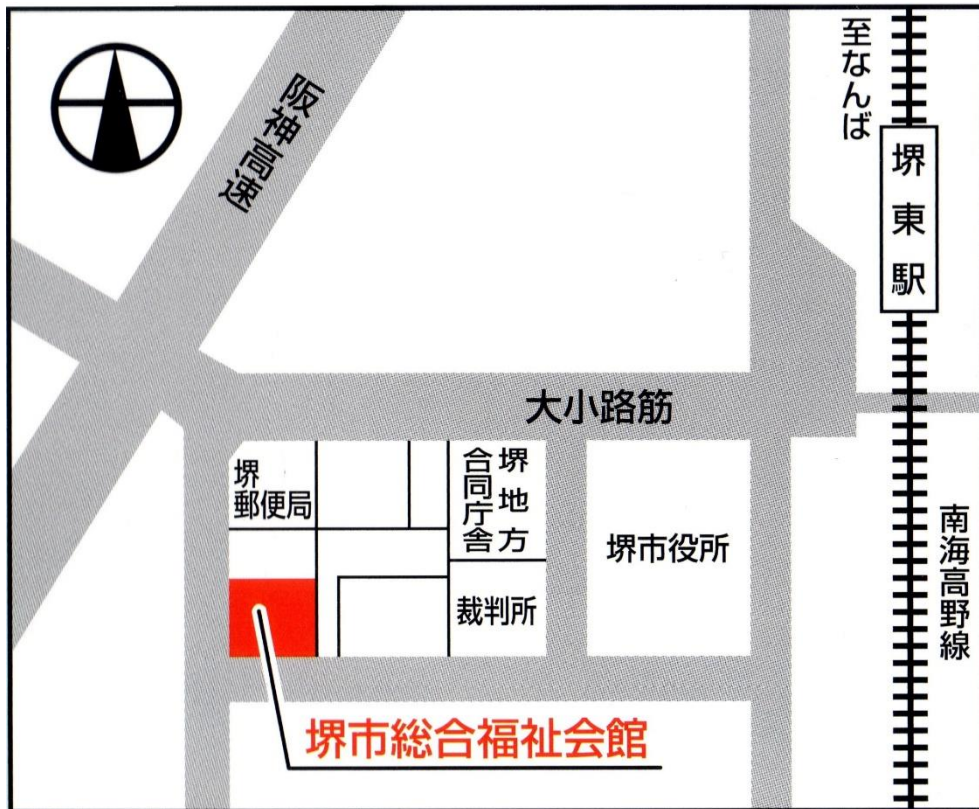 阪神高速
至なんば
堺東駅
大小路筋
堺
郵便局
堺地方
合同庁舎
堺市役所
裁判所
南海高野線
堺市総合福祉会館